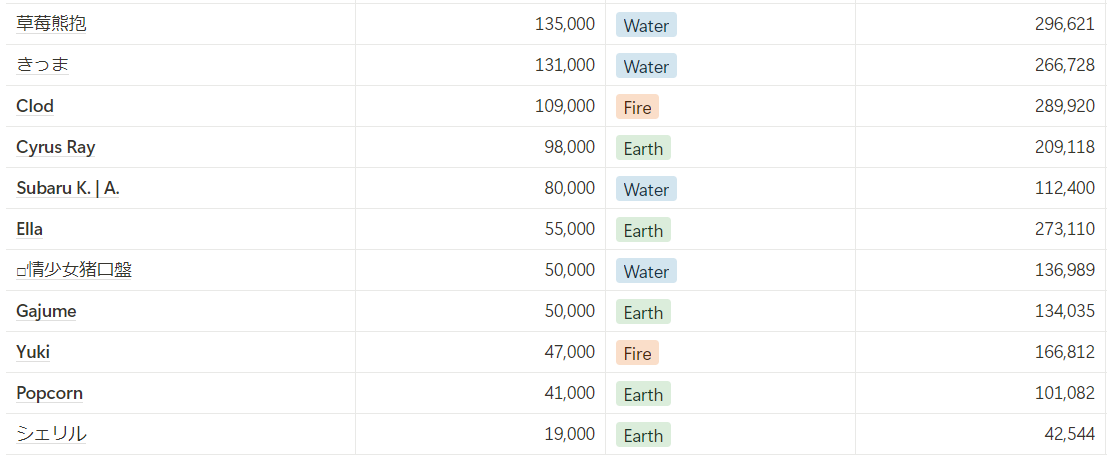 草莓熊抱 135,000 Water 296,621
きっま 131,000 Water 266,728
Clod 109,000 Fire 289,920
Cyrus Ray 98,000 Earth 209,118
Subaru K. | A. 80,000 Water 112,400
Ella 55,000 Earth 273,110
□情少女猪口盤 50,000 Water 136,989
Gajume 50,000 Earth 134,035
Yuki 47,000 Fire 166,812
Popcorn 41,000 Earth 101,082
シェリル 19,000 Earth 42,544